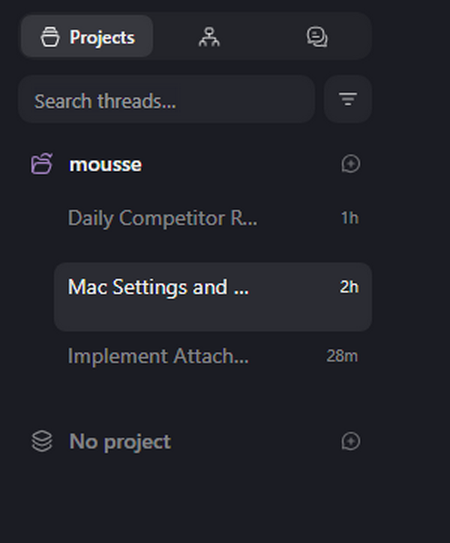 Projects
Search threads...
mousse
Daily Competitor R... 1h
Mac Settings and ... 2h
Implement Attach... 28m
No project